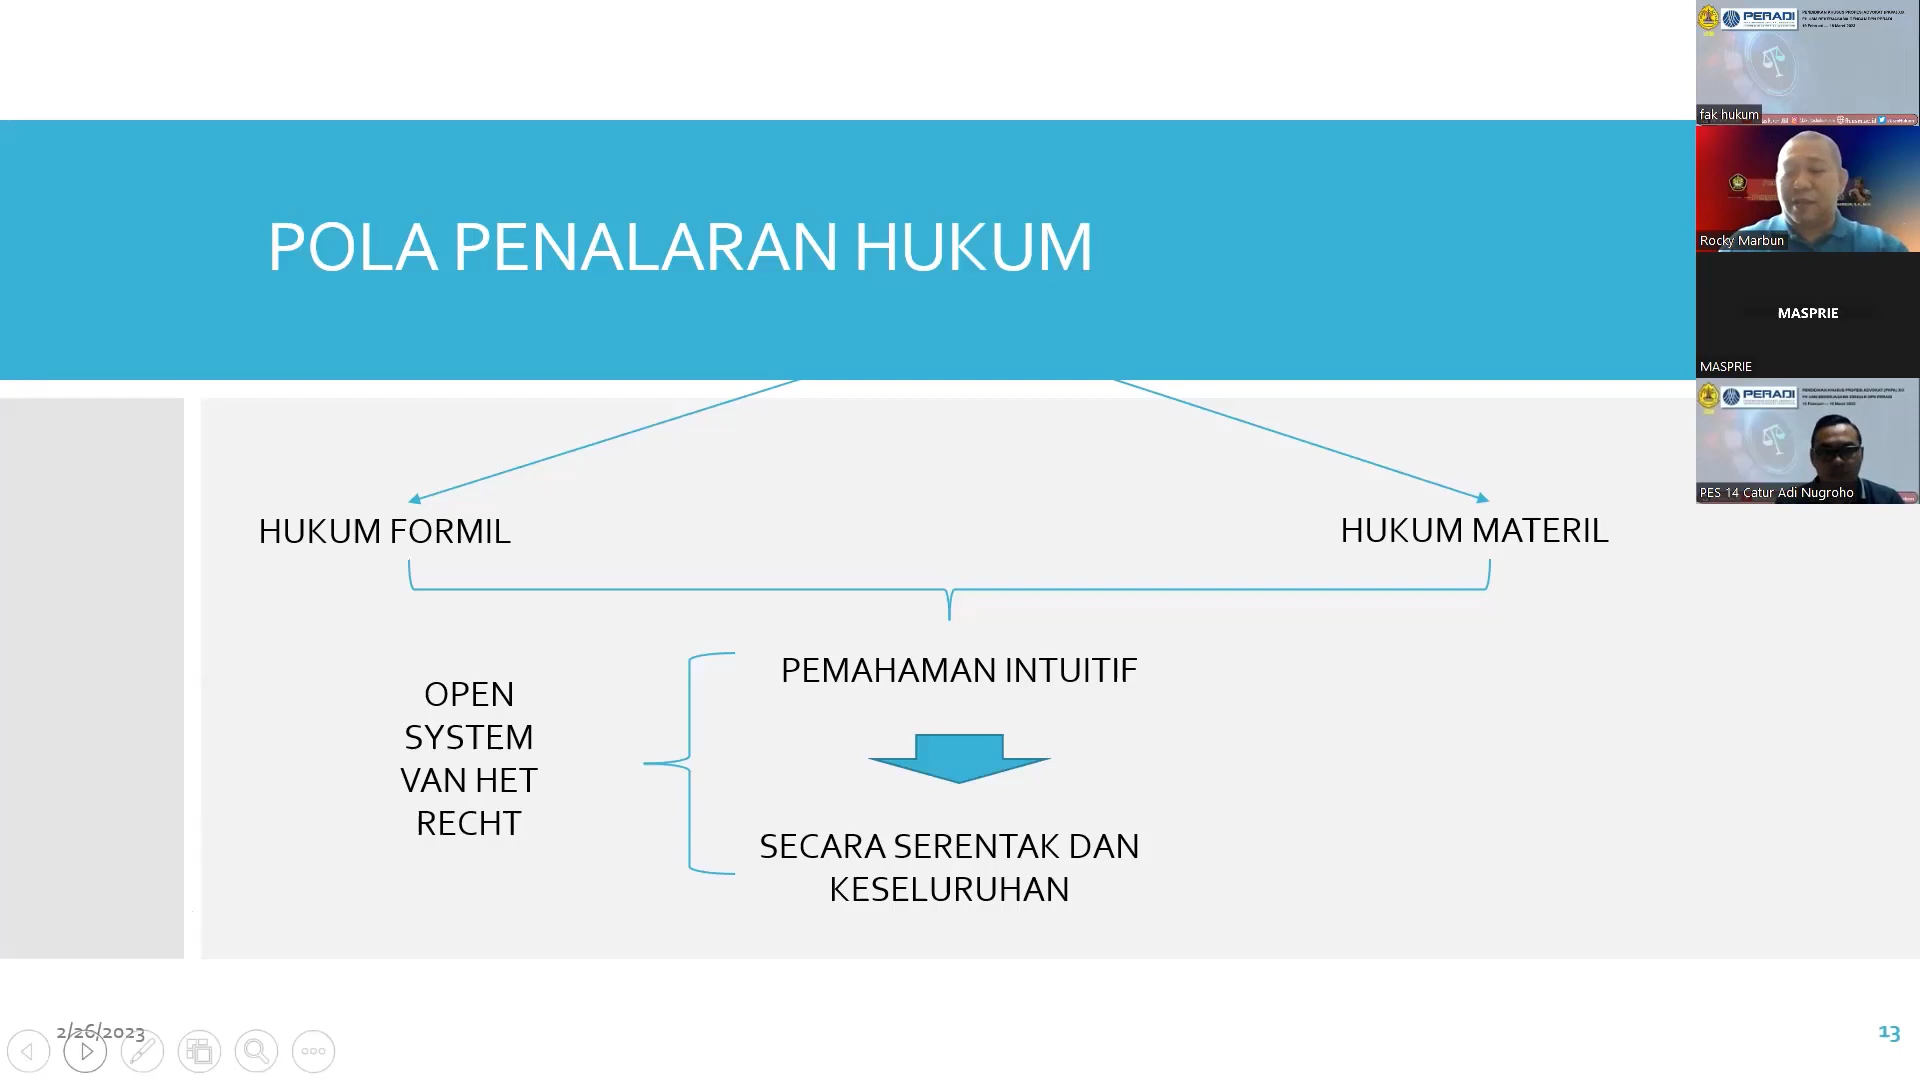 POLA PENALARAN HUKUM
HUKUM FORMIL
HUKUM MATERIL
PEMAHAMAN INTUITIF
OPEN
SYSTEM
VAN HET
RECHT
SECARA SERENTAK DAN
KESELURUHAN
2/26/2023
13
PERADI
fak hukum
Rocky Marbun
MASPRIE
MASPRIE
PERADI
PES 14 Catur Adi Nugroho